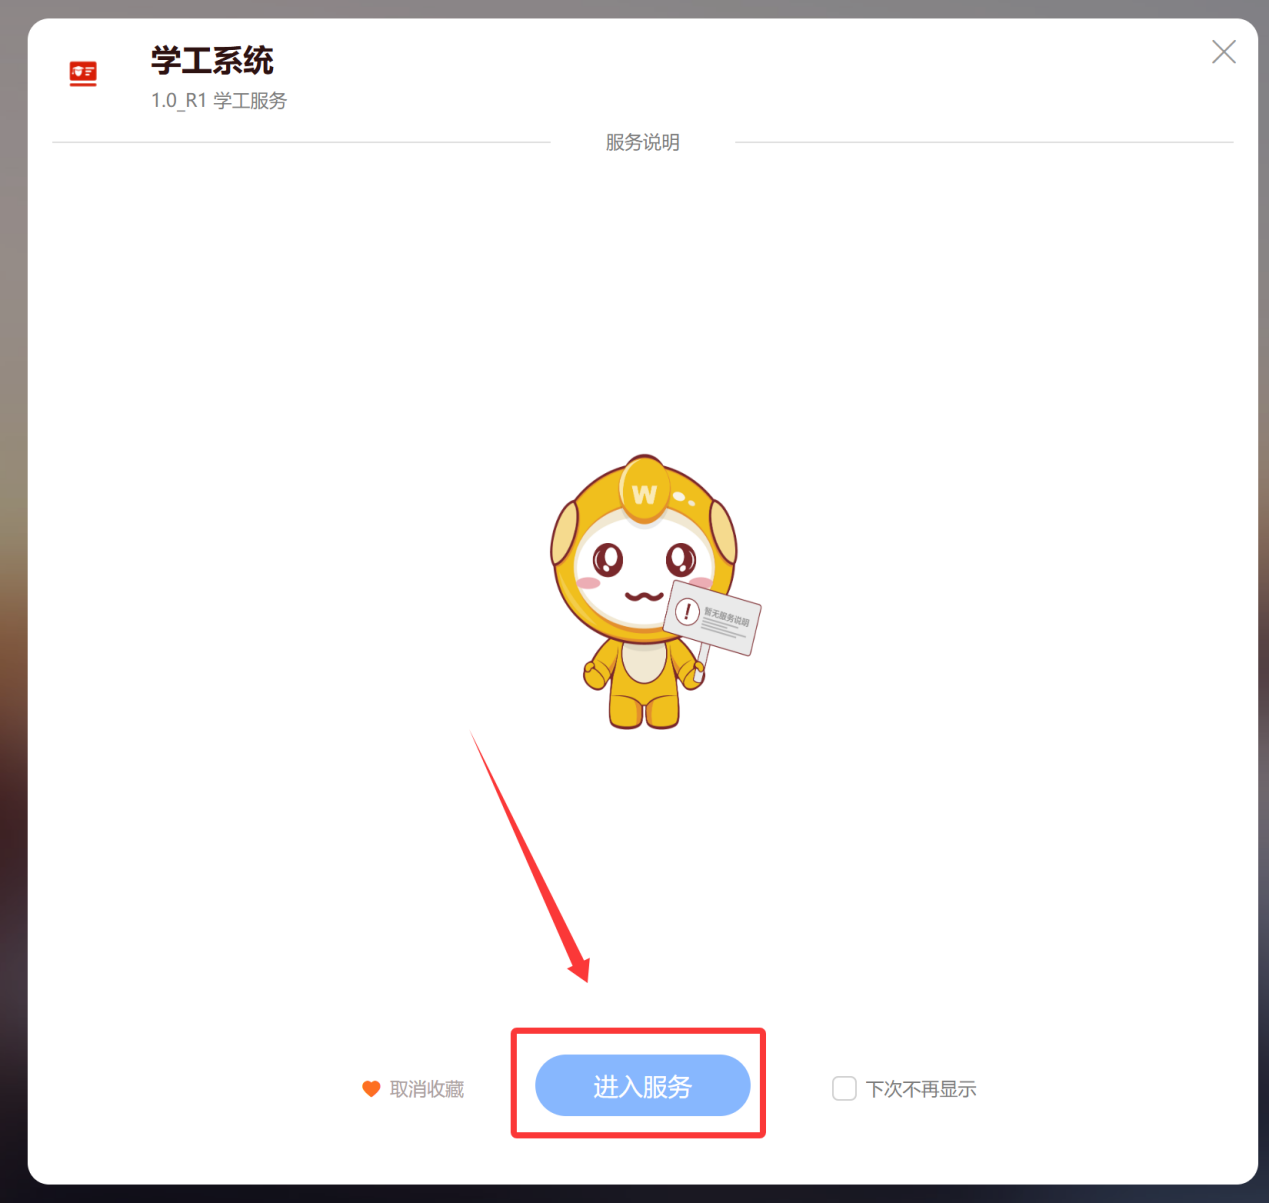 学工系统
1.0_R1 学工服务
服务说明
W
!
暂无服务说明
取消收藏
进入服务
下次不再显示